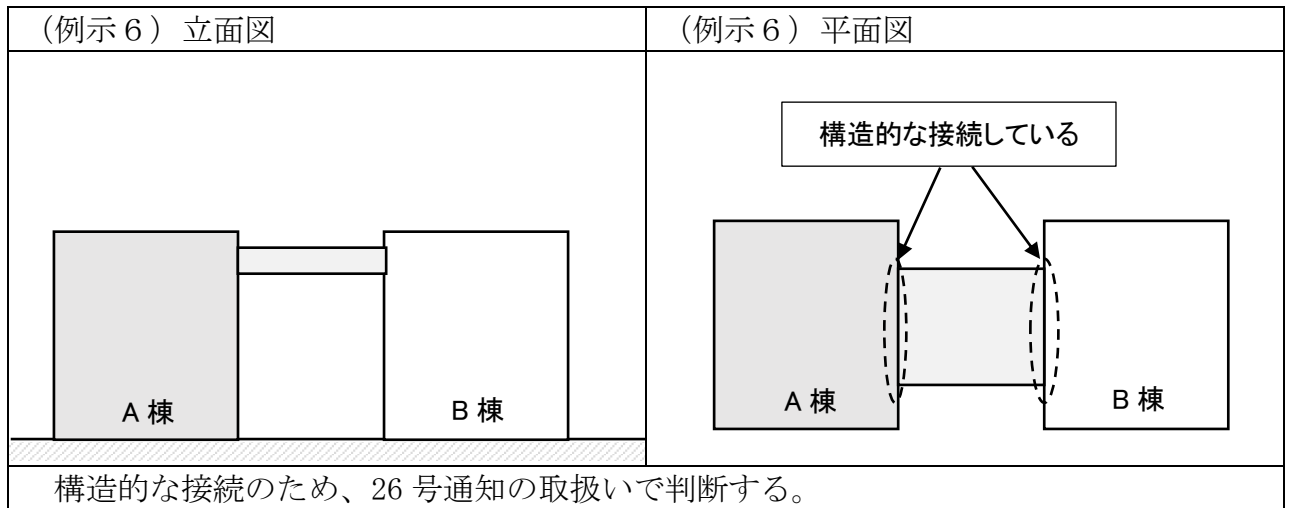 （例示６）立面図
（例示６）平面図
構造的な接続している
A 棟
B 棟
A 棟
B 棟
構造的な接続のため、26 号通知の取扱いで判断する。